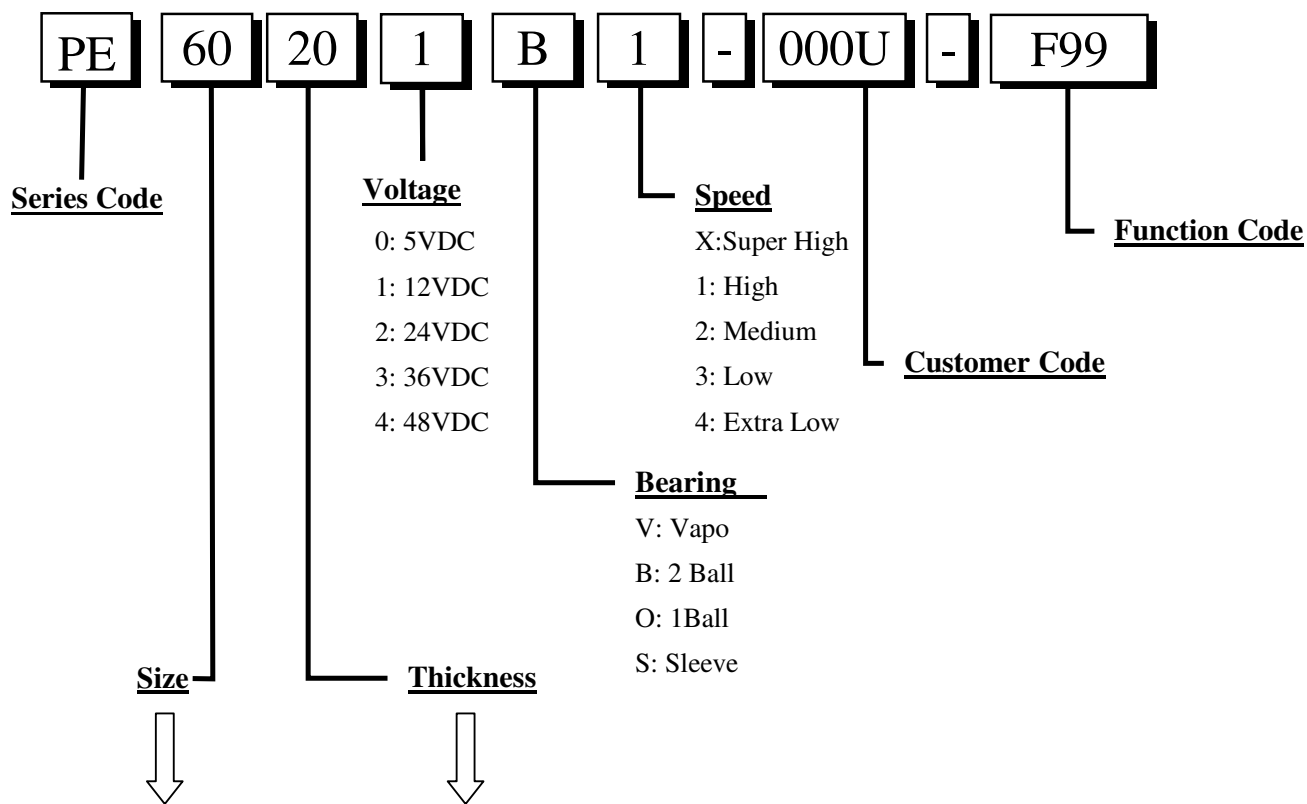 PE 60 20 1 B 1 - 000U - F99
Series Code
Voltage
0: 5VDC
1: 12VDC
2: 24VDC
3: 36VDC
4: 48VDC
Speed
X:Super High
1: High
2: Medium
3: Low
4: Extra Low
Function Code
Customer Code
Bearing
V: Vapo
B: 2 Ball
O: 1Ball
S: Sleeve
Size
Thickness